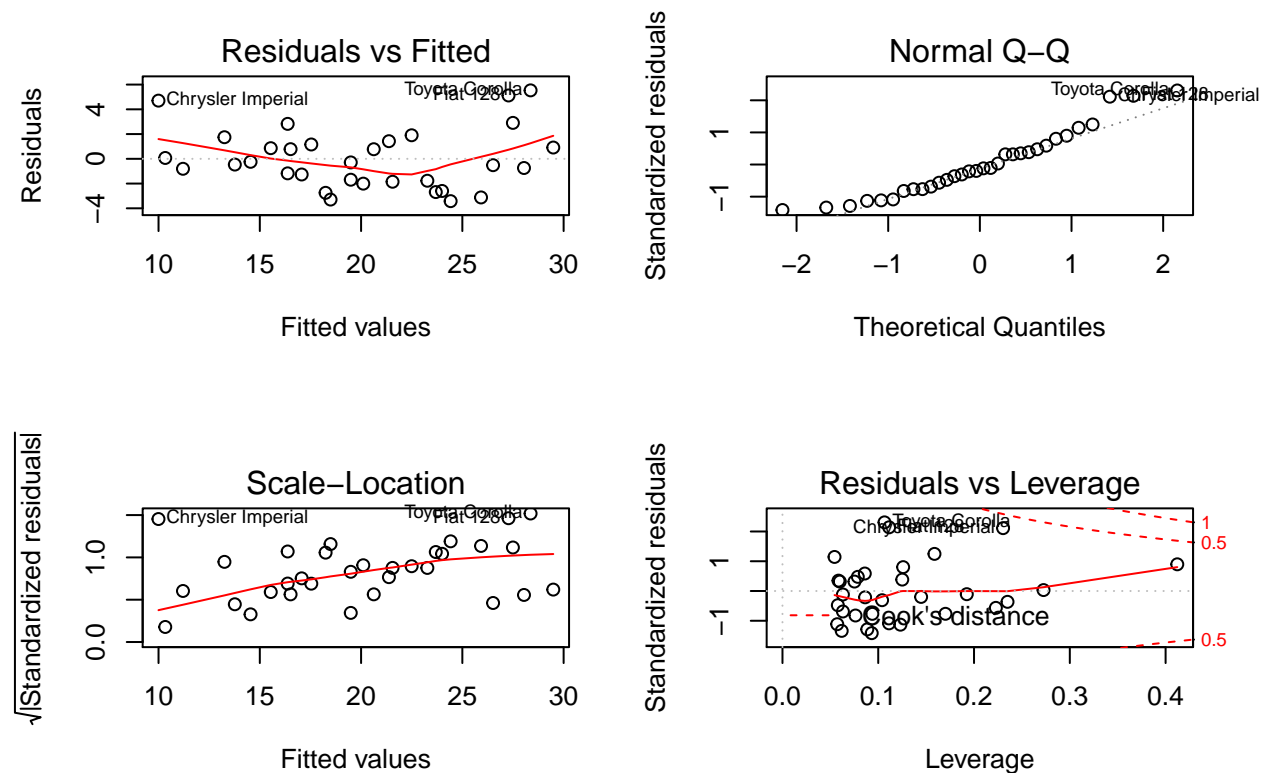 Residuals vs Fitted
Residuals
4
0
−4
Toyota Corolla
Fiat 128
Chrysler Imperial
10 15 20 25 30
Fitted values
Normal Q−Q
Standardized residuals
1
−1
Toyota Corolla
Fiat 128
Chrysler Imperial
−2 −1 0 1 2
Theoretical Quantiles
Scale−Location
√|Standardized residuals|
1.0
0.0
Toyota Corolla
Fiat 128
Chrysler Imperial
10 15 20 25 30
Fitted values
Residuals vs Leverage
Standardized residuals
1
−1
Toyota Corolla
Fiat 128
Chrysler Imperial
1
0.5
0.5
Cook's distance
0.0 0.1 0.2 0.3 0.4
Leverage